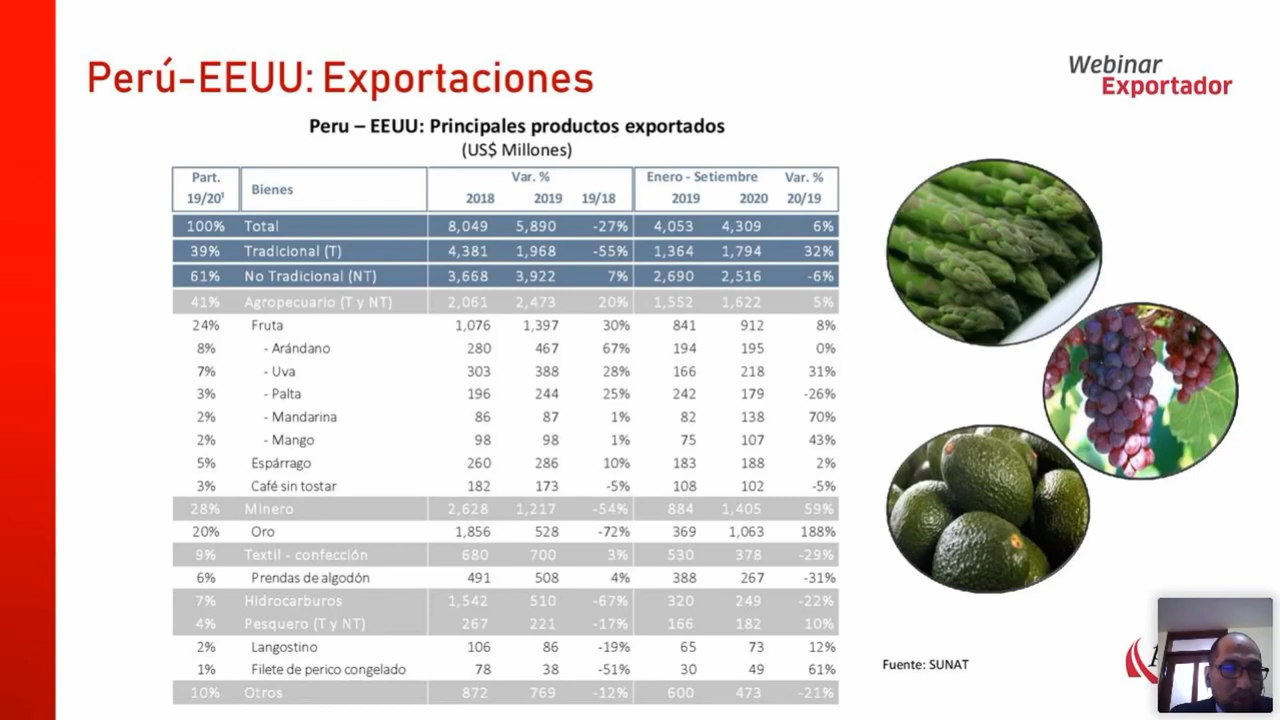 Perú-EEUU: Exportaciones
Webinar
Exportador
Peru – EEUU: Principales productos exportados
(US$ Millones)
Part. Bienes Var. % Enero - Setiembre Var. %
19/20¹ 2018 2019 19/18 2019 2020 20/19
100% Total 8,049 5,890 -27% 4,053 4,309 6%
39% Tradicional (T) 4,381 1,968 -55% 1,364 1,794 32%
61% No Tradicional (NT) 3,668 3,922 7% 2,690 2,516 -6%
41% Agropecuario (T y NT) 2,061 2,473 20% 1,552 1,622 5%
24% Fruta 1,076 1,397 30% 841 912 8%
8% - Arándano 280 467 67% 194 195 0%
7% - Uva 303 388 28% 166 218 31%
3% - Palta 196 244 25% 242 179 -26%
2% - Mandarina 86 87 1% 82 138 70%
2% - Mango 98 98 1% 75 107 43%
5% Espárrago 260 286 10% 183 188 2%
3% Café sin tostar 182 173 -5% 108 102 -5%
28% Minero 2,628 1,217 -54% 884 1,405 59%
20% Oro 1,856 528 -72% 369 1,063 188%
9% Textil - confección 680 700 3% 530 378 -29%
6% Prendas de algodón 491 508 4% 388 267 -31%
7% Hidrocarburos 1,542 510 -67% 320 249 -22%
4% Pesquero (T y NT) 267 221 -17% 166 182 10%
2% Langostino 106 86 -19% 65 73 12%
1% Filete de perico congelado 78 38 -51% 30 49 61%
10% Otros 872 769 -12% 600 473 -21%
Fuente: SUNAT